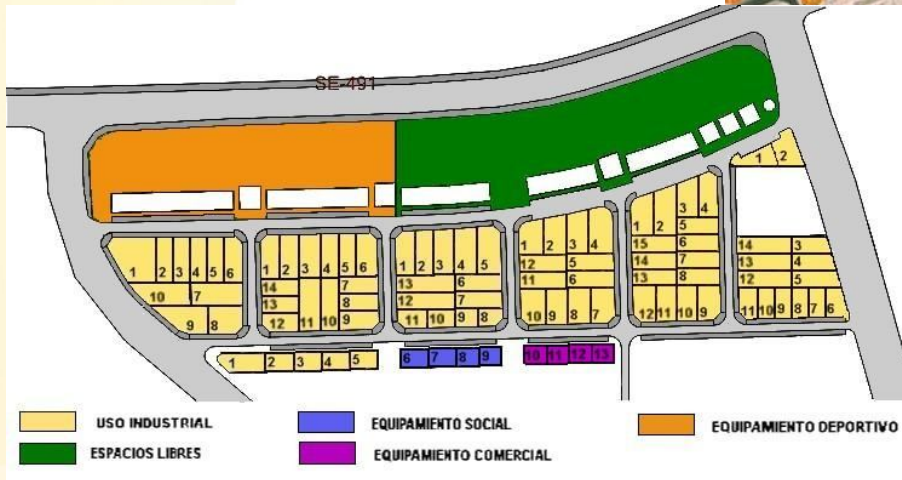 SE-491
1 2
3 4
1 2 5
1 2 3 4
15 6
14 3
1 2 3 4 5 6
1 2 3 4 5 6
1 2 3 4 5
12 5
14 7
13 4
10 7
14 7
13 6
11 6
13 8
12 5
13 8
12 7
9 8
12 11 10 9
11 10 9 8
10 9 8 7
12 11 10 9
11 10 9 8 7 6
1 2 3 4 5
6 7 8 9
10 11 12 13
USO INDUSTRIAL
EQUIPAMIENTO SOCIAL
EQUIPAMIENTO DEPORTIVO
ESPACIOS LIBRES
EQUIPAMIENTO COMERCIAL